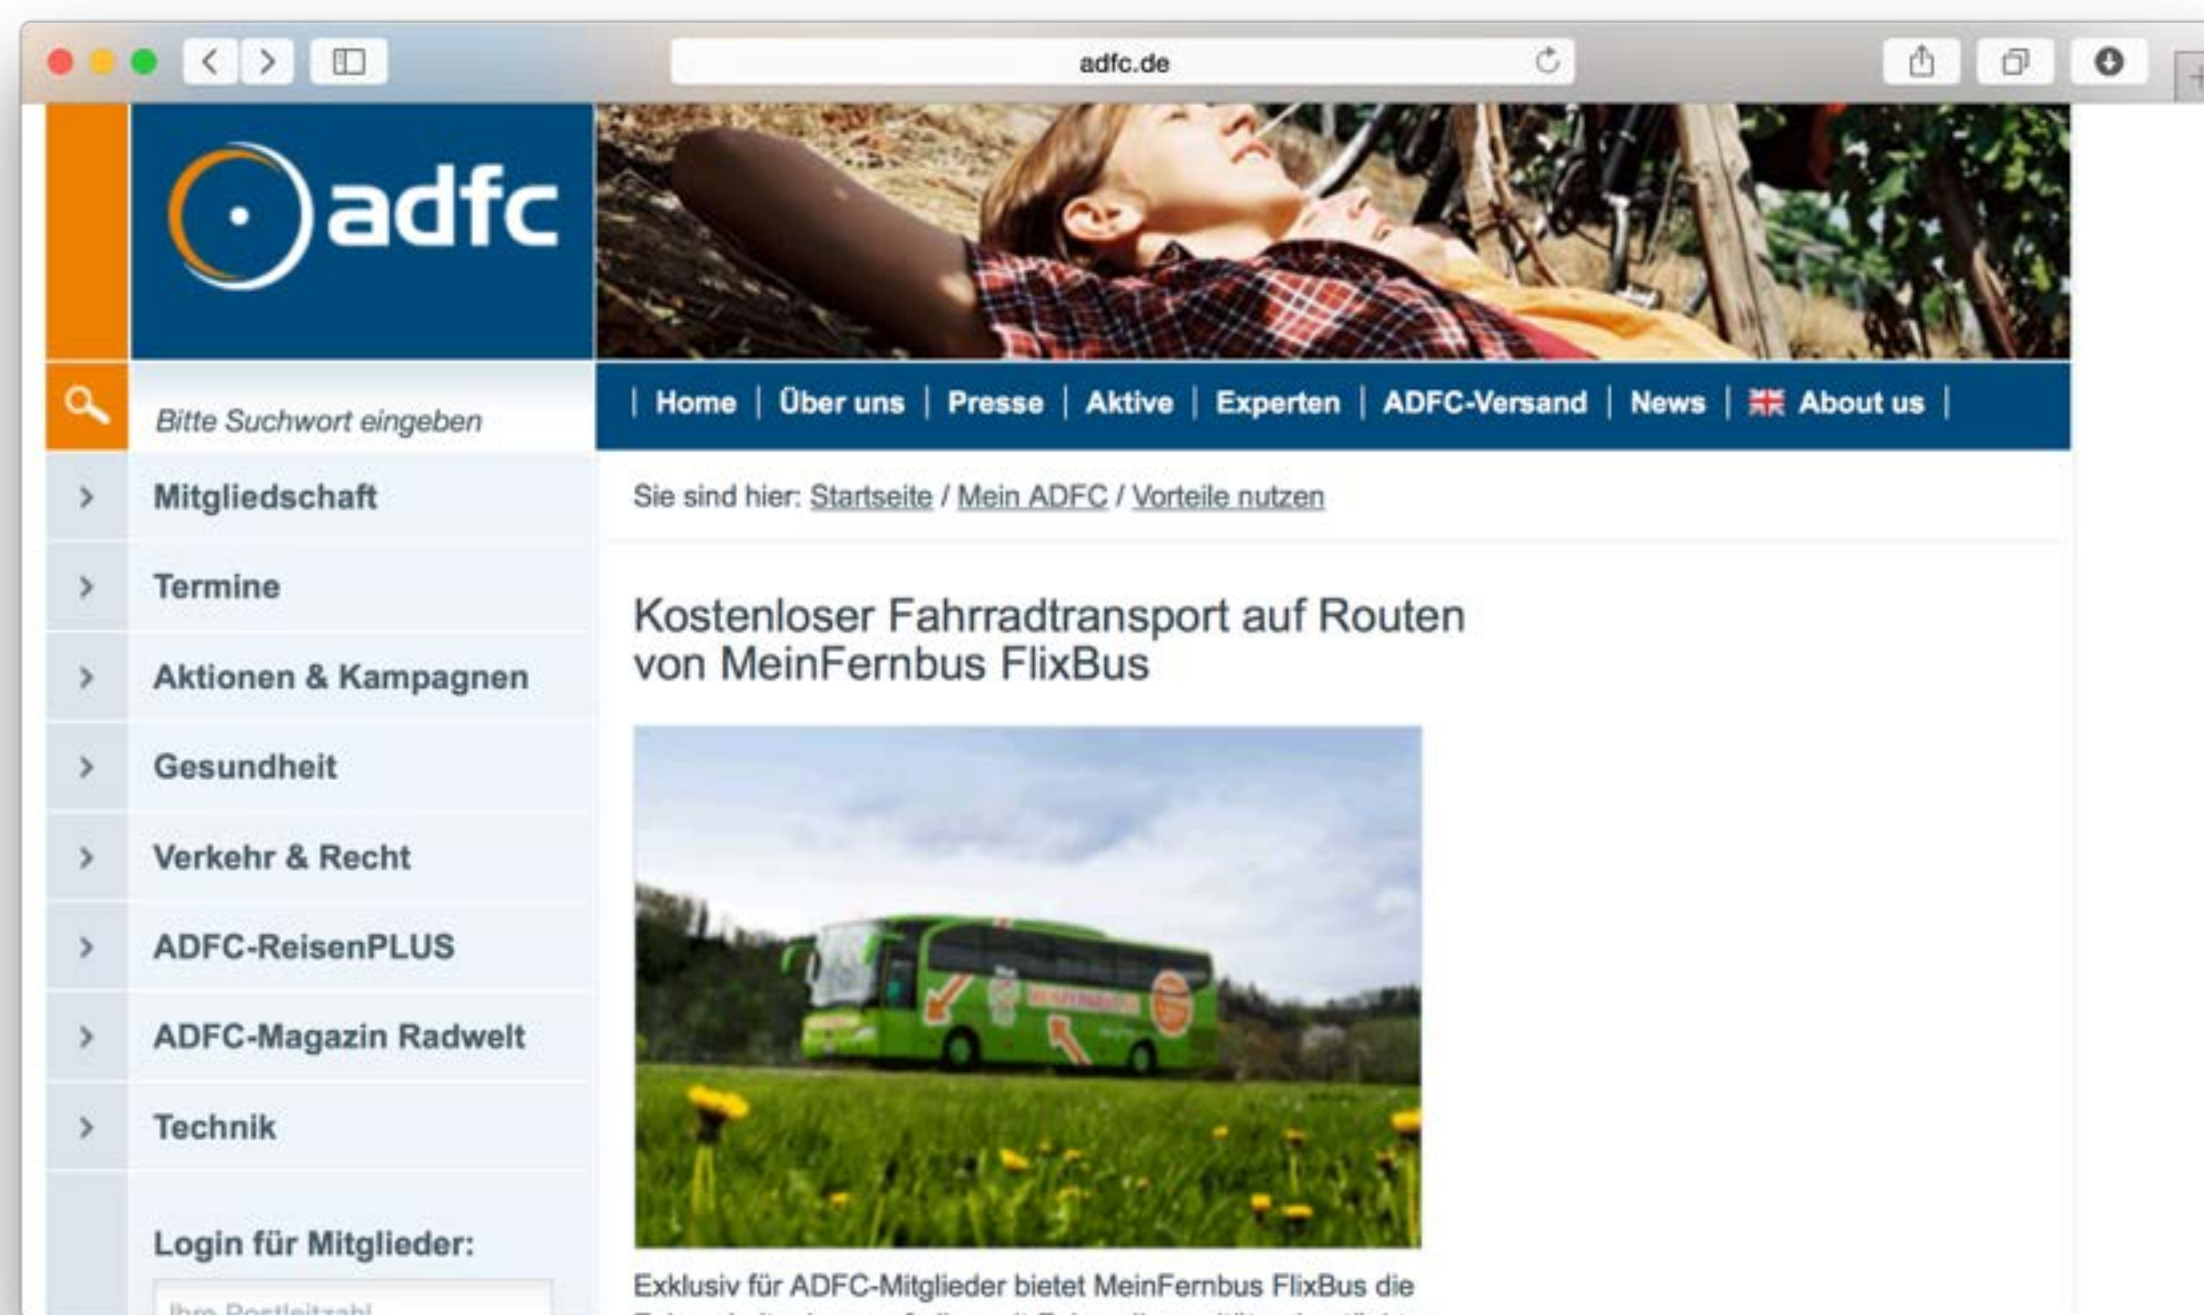 adfc.de
adfc
Bitte Suchwort eingeben
| Home | Über uns | Presse | Aktive | Experten | ADFC-Versand | News | About us |
Mitgliedschaft
Termine
Aktionen & Kampagnen
Gesundheit
Verkehr & Recht
ADFC-ReisenPLUS
ADFC-Magazin Radwelt
Technik
Login für Mitglieder:
Ihre Postleitzahl
Sie sind hier: Startseite / Mein ADFC / Vorteile nutzen
Kostenloser Fahrradtransport auf Routen
von MeinFernbus FlixBus
Exklusiv für ADFC-Mitglieder bietet MeinFernbus FlixBus die